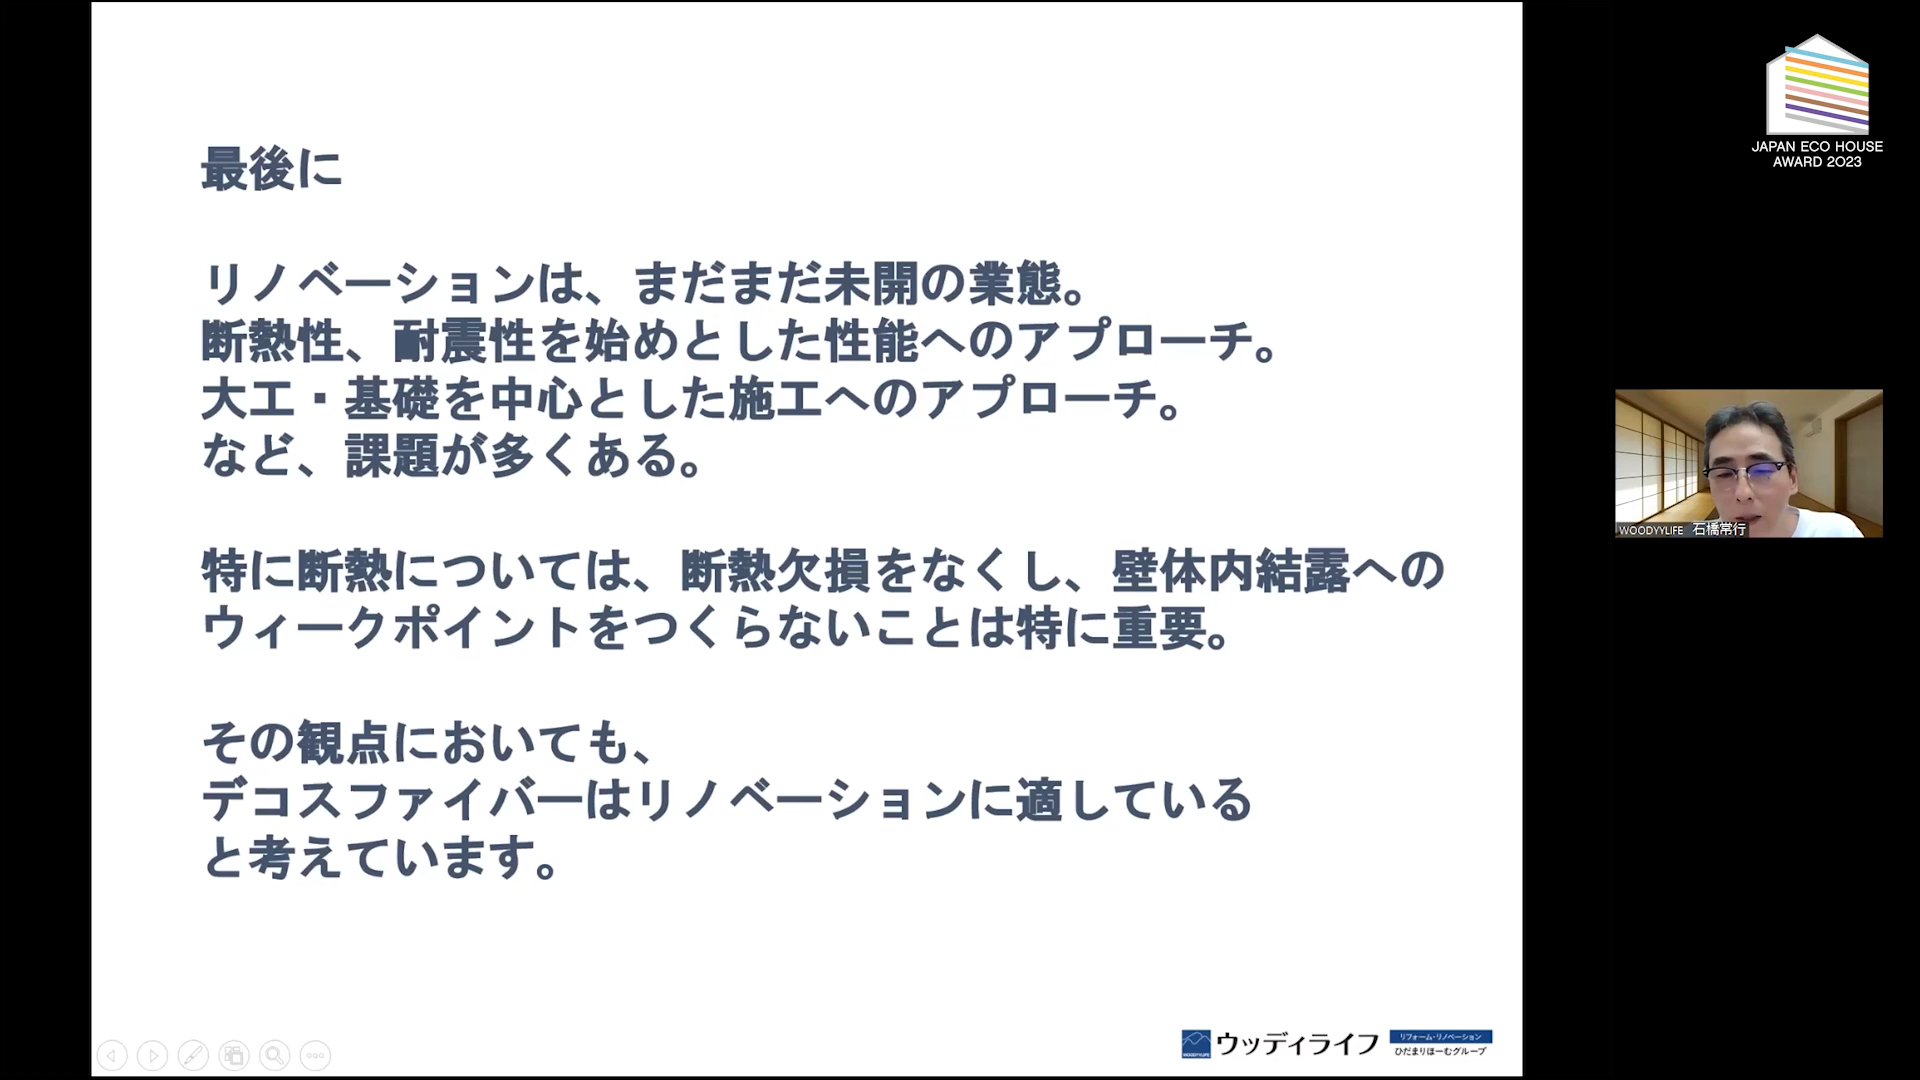 最後に
リノベーションは、まだまだ未開の業態。
断熱性、耐震性を始めとした性能へのアプローチ。
大工・基礎を中心とした施工へのアプローチ。
など、課題が多くある。
特に断熱については、断熱欠損をなくし、壁体内結露への
ウィークポイントをつくらないことは特に重要。
その観点においても、
デコスファイバーはリノベーションに適している
と考えています。
WOODYLIFE
ウッディライフ
リフォーム・リノベーション
ひだまりほーむグループ
JAPAN ECO HOUSE
AWARD 2023
WOODYYLIFE 石橋常行